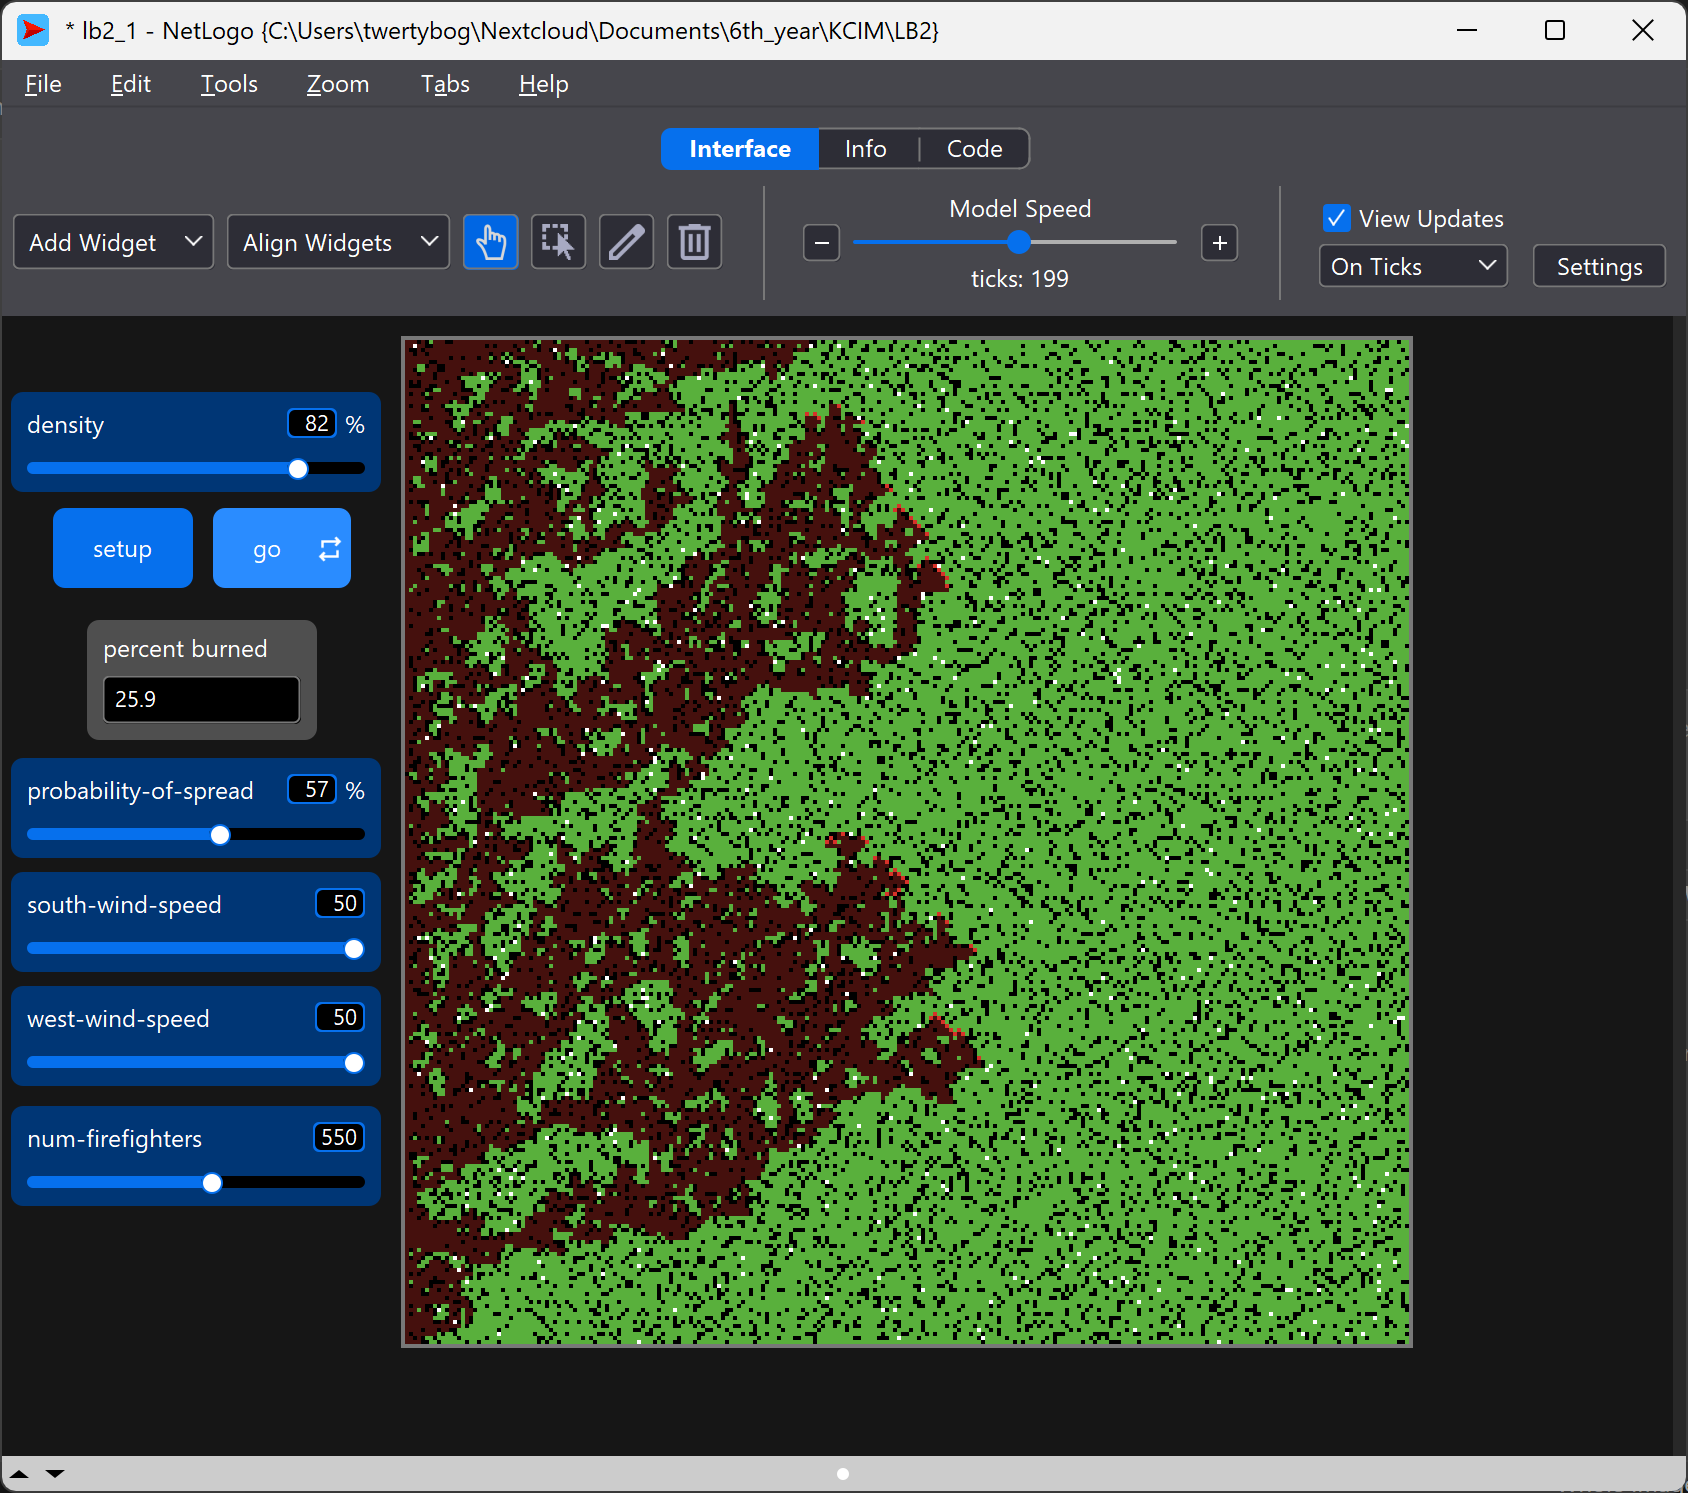 * lb2_1 - NetLogo {C:\Users\twertybog\Nextcloud\Documents\6th_year\KCIM\LB2}
File Edit Tools Zoom Tabs Help
Interface Info Code
Add Widget Align Widgets
Model Speed
ticks: 199
View Updates
On Ticks Settings
density 82 %
setup go
percent burned
25.9
probability-of-spread 57 %
south-wind-speed 50
west-wind-speed 50
num-firefighters 550